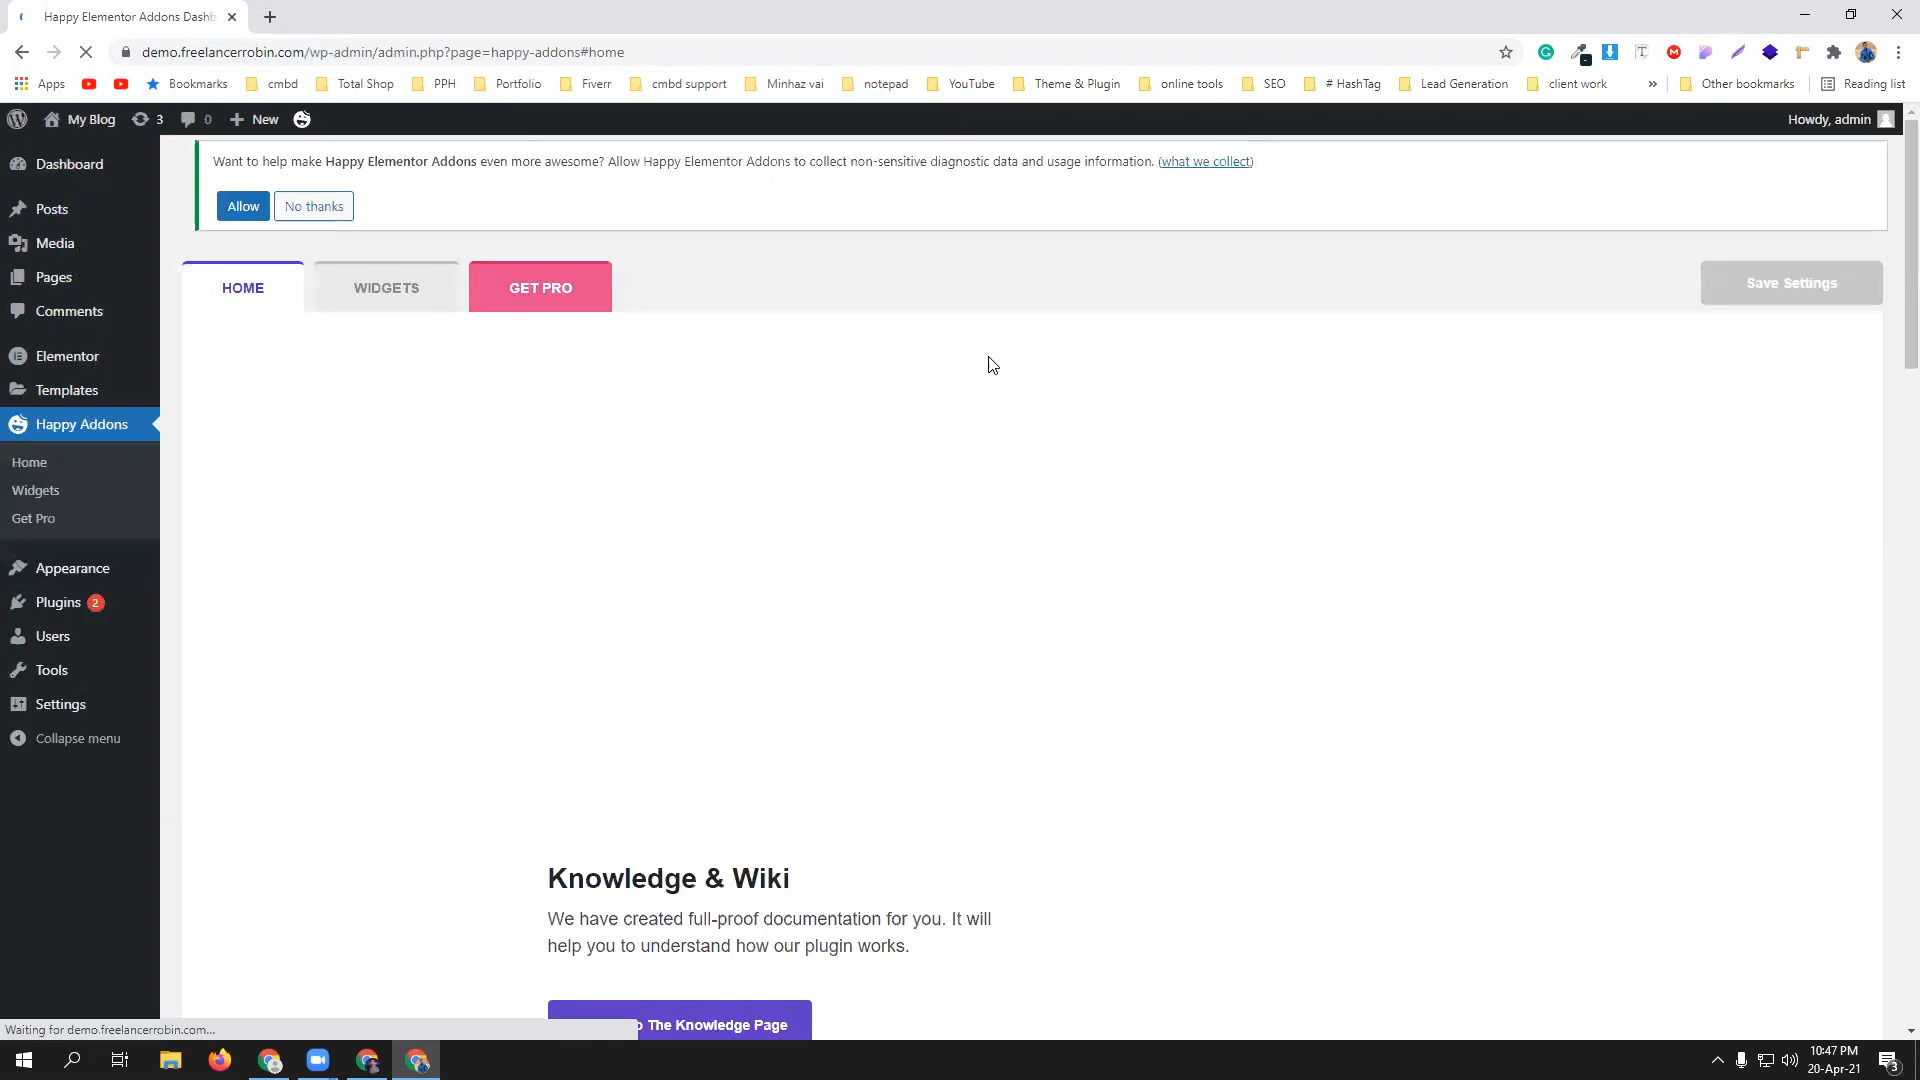 Happy Elementor Addons Dashb
demo.freelancerrobin.com/wp-admin/admin.php?page=happy-addons#home
Apps
Bookmarks
cmbd
Total Shop
PPH
Portfolio
Fiverr
cmbd support
Minhaz vai
notepad
YouTube
Theme & Plugin
online tools
SEO
# HashTag
Lead Generation
client work
»
Other bookmarks
Reading list
My Blog
3
0
New
Howdy, admin
Dashboard
Posts
Media
Pages
Comments
Elementor
Templates
Happy Addons
Home
Widgets
Get Pro
Appearance
Plugins 2
Users
Tools
Settings
Collapse menu
Want to help make Happy Elementor Addons even more awesome? Allow Happy Elementor Addons to collect non-sensitive diagnostic data and usage information. (what we collect)
Allow
No thanks
HOME
WIDGETS
GET PRO
Save Settings
Knowledge & Wiki
We have created full-proof documentation for you. It will
help you to understand how our plugin works.
The Knowledge Page
Waiting for demo.freelancerrobin.com...
10:47 PM
20-Apr-21
3